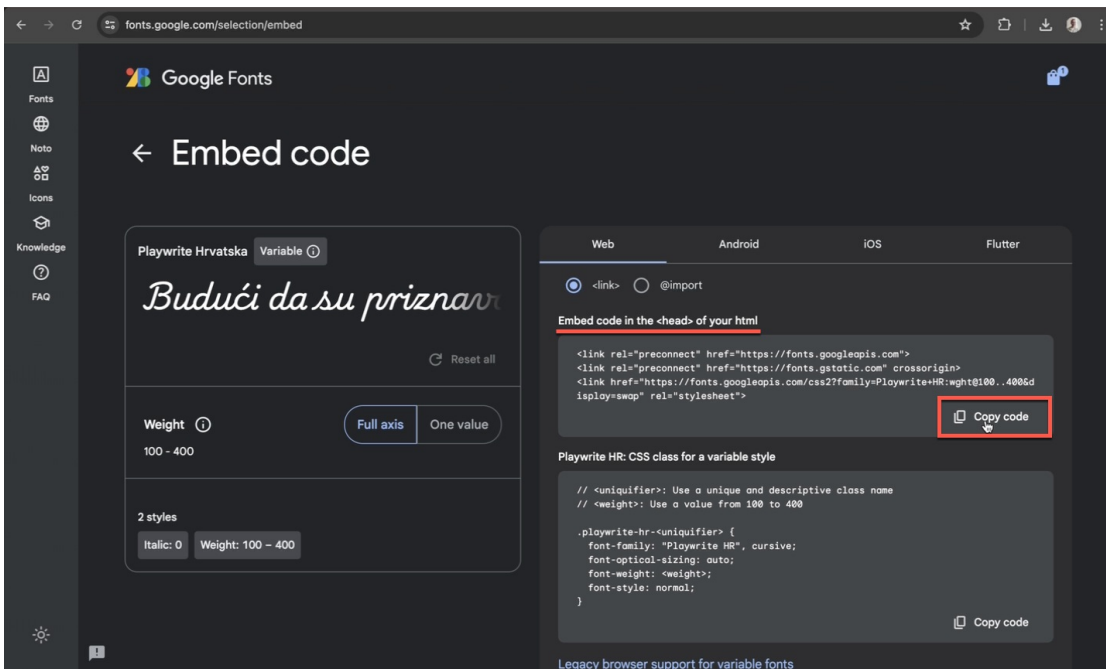 fonts.google.com/selection/embed
Fonts
Noto
Icons
Knowledge
FAQ
Google Fonts
1
Embed code
Playwrite Hrvatska Variable
Budući da su priznav
Reset all
Weight
Full axis
One value
100 - 400
2 styles
Italic: 0
Weight: 100 – 400
Web
Android
iOS
Flutter
<link>
@import
Embed code in the <head> of your html
<link rel="preconnect" href="https://fonts.googleapis.com">
<link rel="preconnect" href="https://fonts.gstatic.com" crossorigin>
<link href="https://fonts.googleapis.com/css2?family=Playwrite+HR:wght@100..400&d
isplay=swap" rel="stylesheet">
Copy code
Playwrite HR: CSS class for a variable style
// <uniquifier>: Use a unique and descriptive class name
// <weight>: Use a value from 100 to 400
.playwrite-hr-<uniquifier> {
font-family: "Playwrite HR", cursive;
font-optical-sizing: auto;
font-weight: <weight>;
font-style: normal;
}
Copy code
Legacy browser support for variable fonts